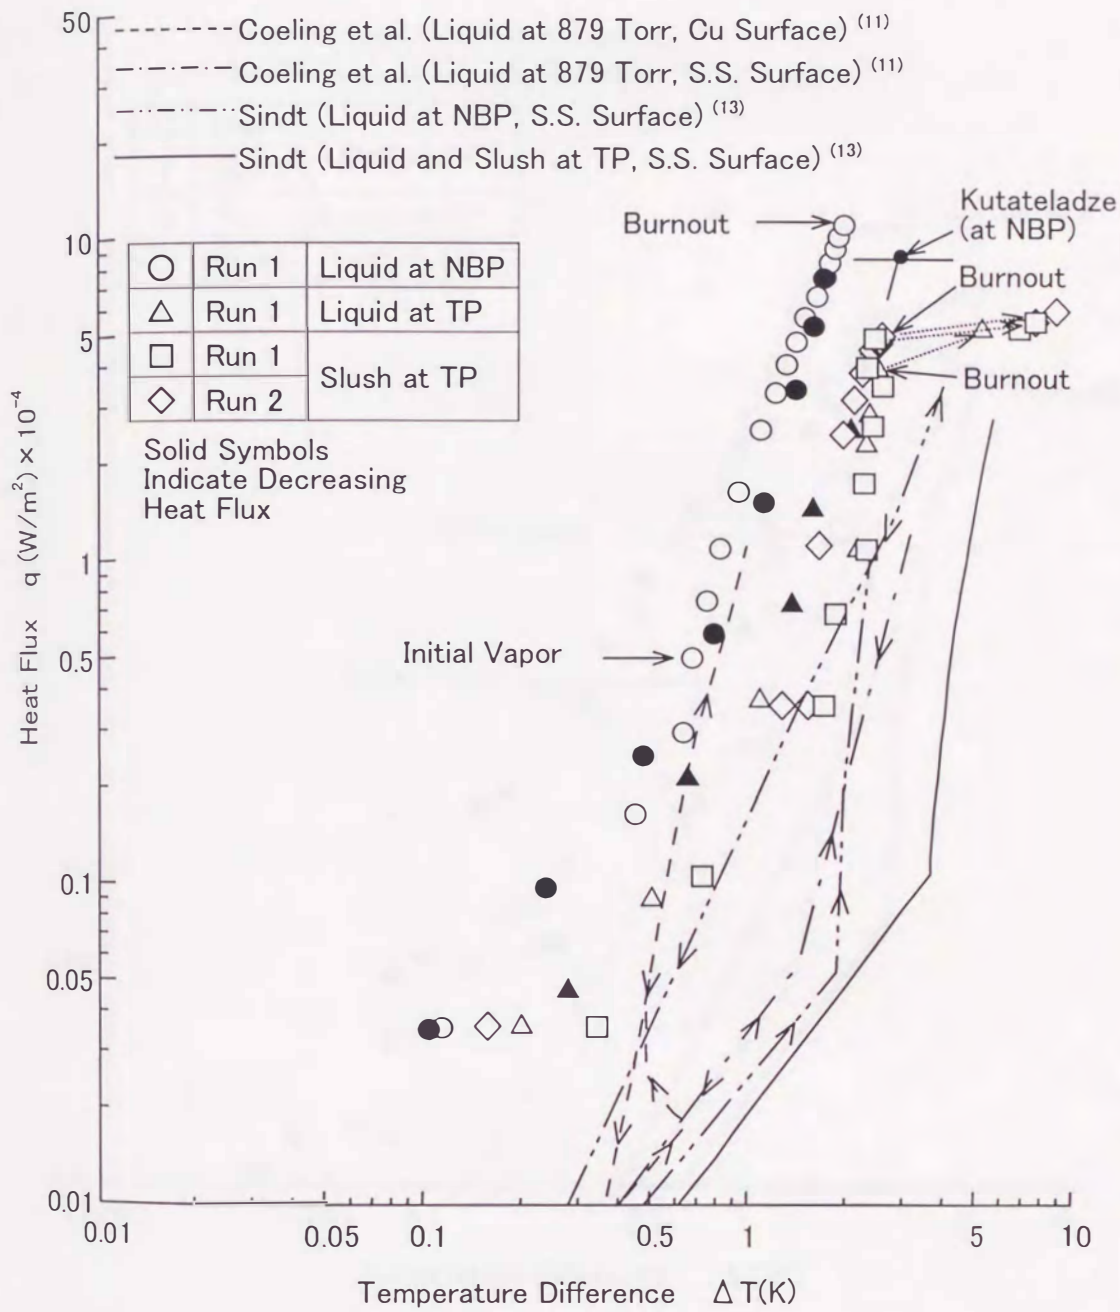 Coeling et al. (Liquid at 879 Torr, Cu Surface) (11)
Coeling et al. (Liquid at 879 Torr, S.S. Surface) (11)
Sindt (Liquid at NBP, S.S. Surface) (13)
Sindt (Liquid and Slush at TP, S.S. Surface) (13)
Burnout
Kutateladze
(at NBP)
Run 1 Liquid at NBP
Run 1 Liquid at TP
Run 1
Slush at TP
Run 2
Burnout
Burnout
Solid Symbols
Indicate Decreasing
Heat Flux
Initial Vapor
Heat Flux q (W/m²) × 10⁻⁴
50
10
5
1
0.5
0.1
0.05
0.01
0.01 0.05 0.1 0.5 1 5 10
Temperature Difference Δ T(K)